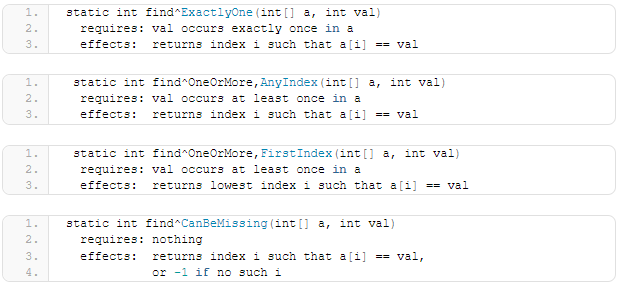 1. static int find^ExactlyOne(int[] a, int val)
2. requires: val occurs exactly once in a
3. effects: returns index i such that a[i] == val
1. static int find^OneOrMore,AnyIndex(int[] a, int val)
2. requires: val occurs at least once in a
3. effects: returns index i such that a[i] == val
1. static int find^OneOrMore,FirstIndex(int[] a, int val)
2. requires: val occurs at least once in a
3. effects: returns lowest index i such that a[i] == val
1. static int find^CanBeMissing(int[] a, int val)
2. requires: nothing
3. effects: returns index i such that a[i] == val,
4. or -1 if no such i